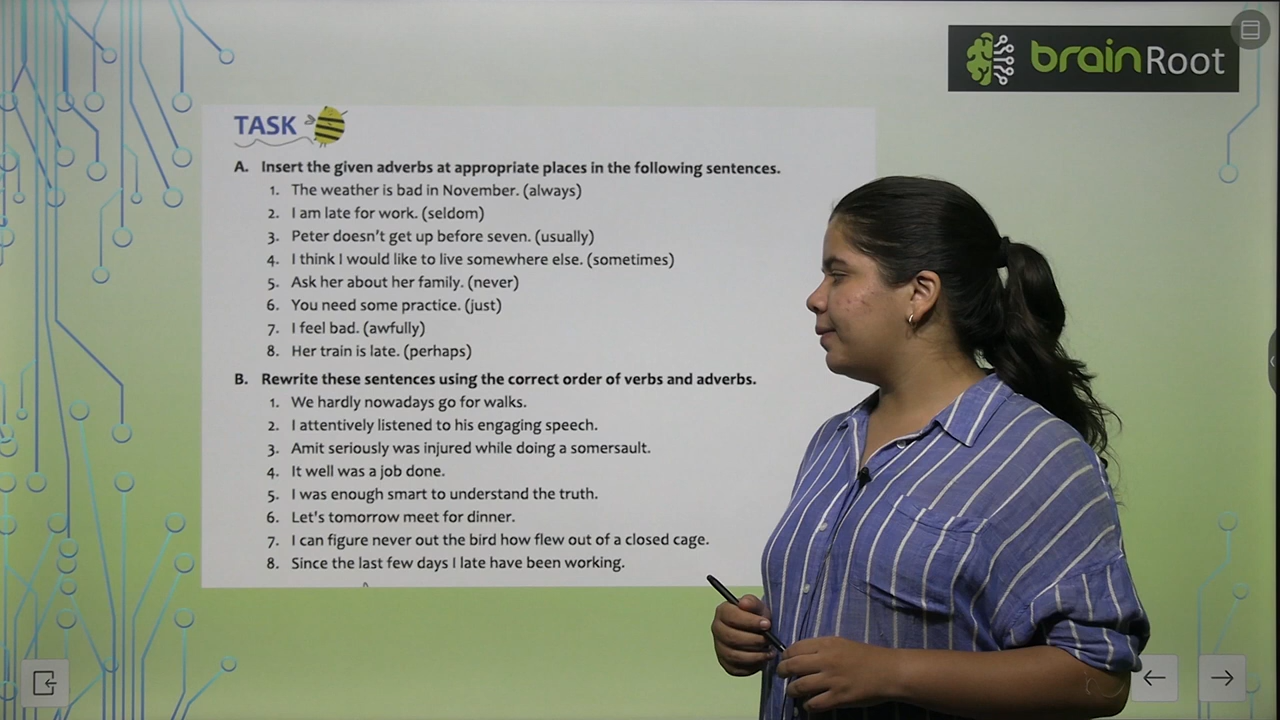 brainRoot
TASK
A. Insert the given adverbs at appropriate places in the following sentences.
1. The weather is bad in November. (always)
2. I am late for work. (seldom)
3. Peter doesn't get up before seven. (usually)
4. I think I would like to live somewhere else. (sometimes)
5. Ask her about her family. (never)
6. You need some practice. (just)
7. I feel bad. (awfully)
8. Her train is late. (perhaps)
B. Rewrite these sentences using the correct order of verbs and adverbs.
1. We hardly nowadays go for walks.
2. I attentively listened to his engaging speech.
3. Amit seriously was injured while doing a somersault.
4. It well was a job done.
5. I was enough smart to understand the truth.
6. Let's tomorrow meet for dinner.
7. I can figure never out the bird how flew out of a closed cage.
8. Since the last few days I late have been working.